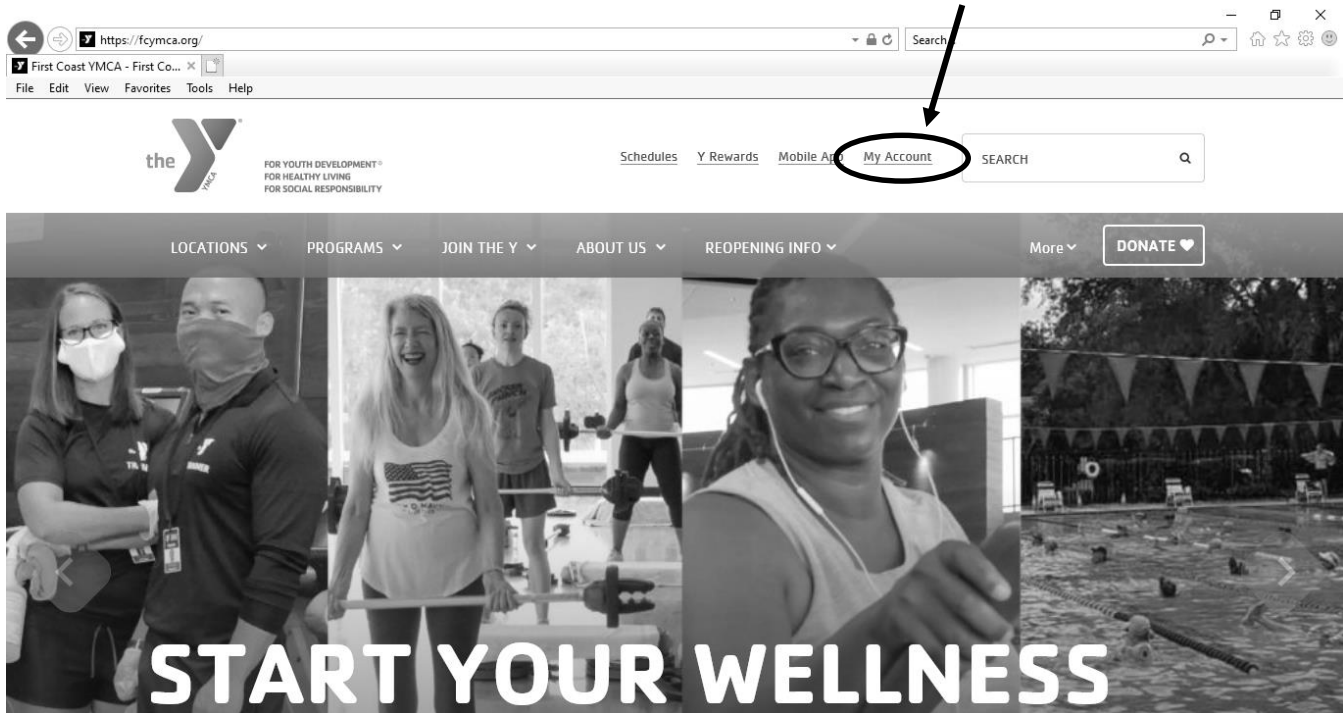 https://fcymca.org/
Search
First Coast YMCA - First Co...
File Edit View Favorites Tools Help
the Y
YMCA
FOR YOUTH DEVELOPMENT®
FOR HEALTHY LIVING
FOR SOCIAL RESPONSIBILITY
Schedules Y Rewards Mobile App My Account
SEARCH
LOCATIONS PROGRAMS JOIN THE Y ABOUT US REOPENING INFO More DONATE
START YOUR WELLNESS